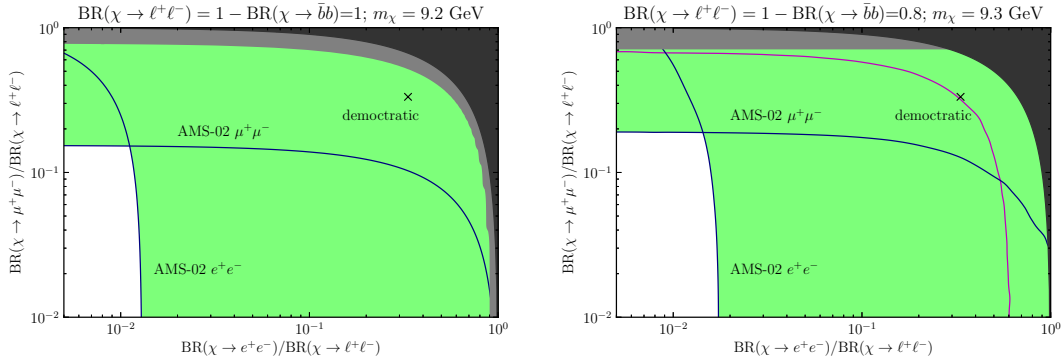 BR(χ → ℓ⁺ℓ⁻) = 1 − BR(χ → b̄b)=1; m_χ = 9.2 GeV
10⁰
10⁻¹
10⁻²
BR(χ → μ⁺μ⁻)/BR(χ → ℓ⁺ℓ⁻)
democtratic
AMS-02 μ⁺μ⁻
AMS-02 e⁺e⁻
10⁻²
10⁻¹
10⁰
BR(χ → e⁺e⁻)/BR(χ → ℓ⁺ℓ⁻)
BR(χ → ℓ⁺ℓ⁻) = 1 − BR(χ → b̄b)=0.8; m_χ = 9.3 GeV
10⁰
10⁻¹
10⁻²
BR(χ → μ⁺μ⁻)/BR(χ → ℓ⁺ℓ⁻)
democtratic
AMS-02 μ⁺μ⁻
AMS-02 e⁺e⁻
10⁻²
10⁻¹
10⁰
BR(χ → e⁺e⁻)/BR(χ → ℓ⁺ℓ⁻)